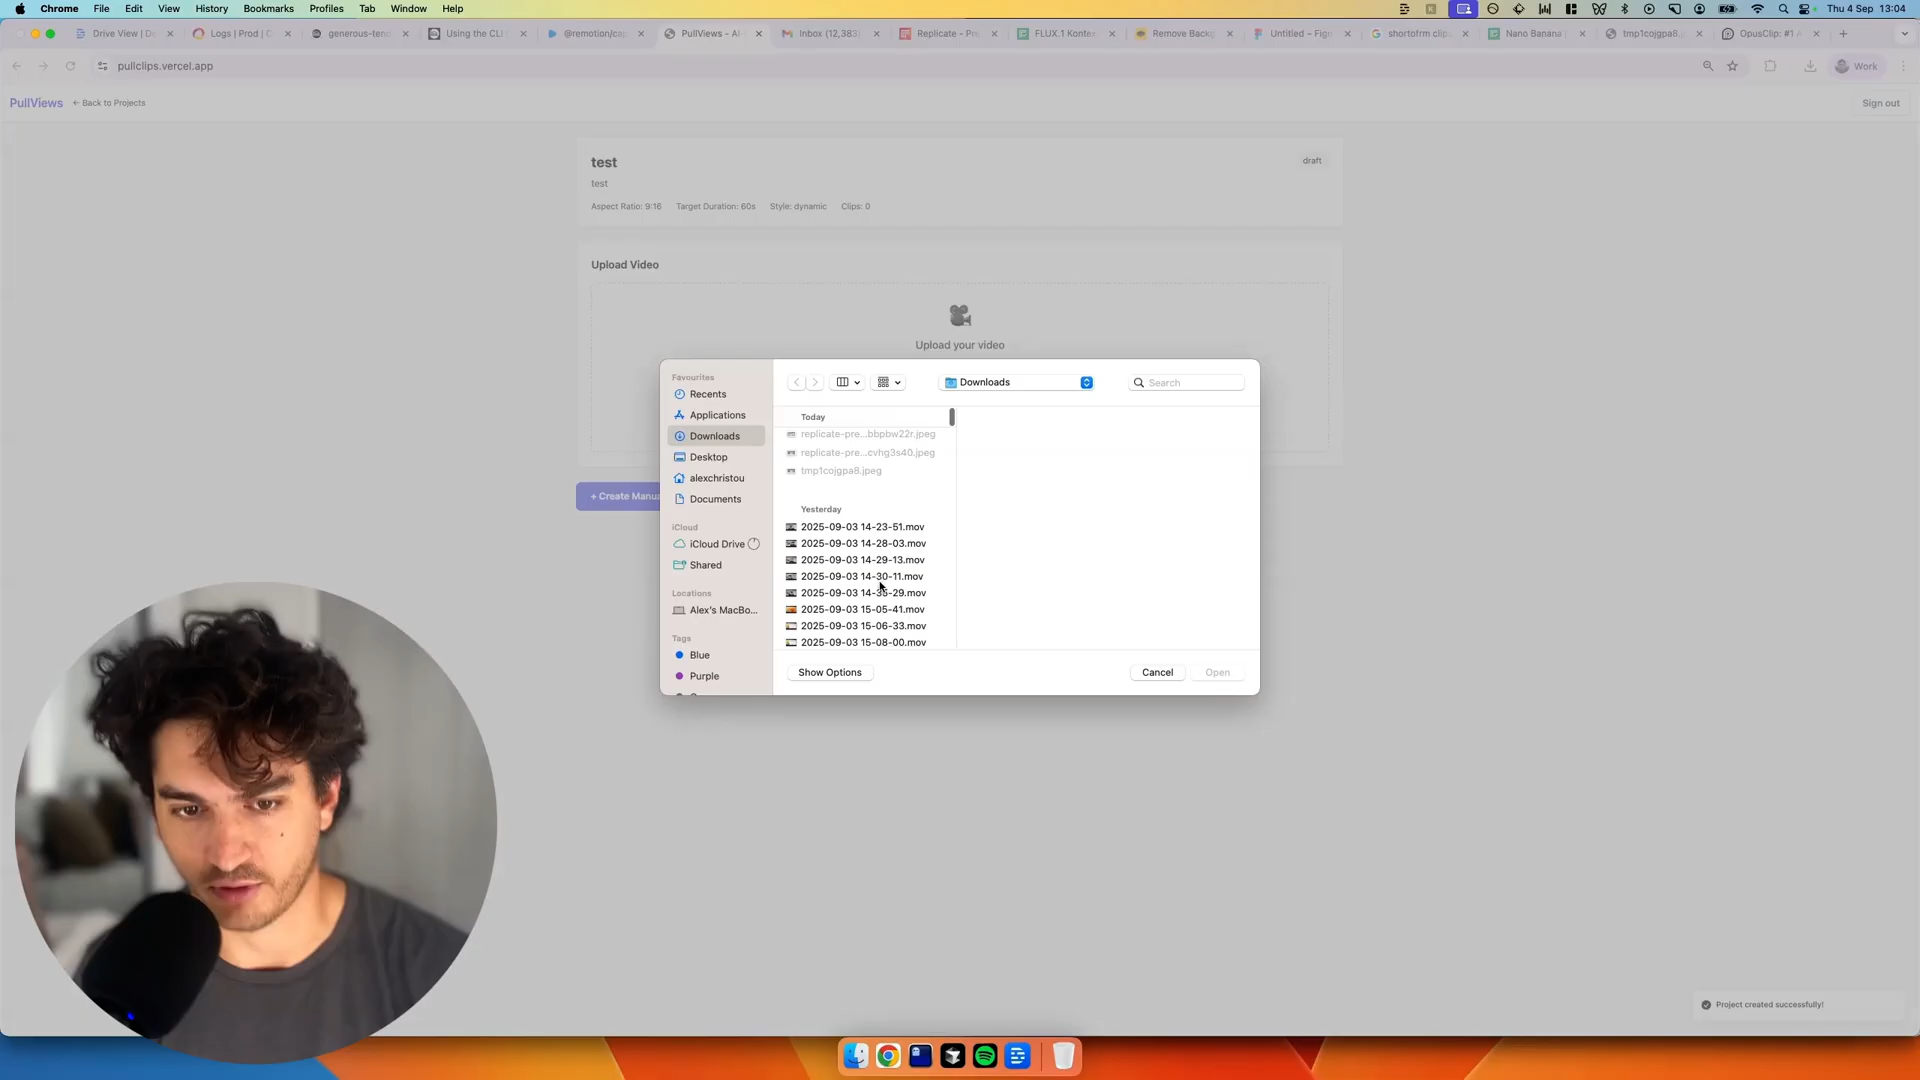 Chrome File Edit View History Bookmarks Profiles Tab Window Help Thu 4 Sep 13:04
Drive View | D Logs | Prod | generous-tend Using the CLI @remotion/cap PullViews – AI Inbox (12,383) Replicate – Pre FLUX.1 Kontex Remove Backg Untitled – Figm shortofrm clip Nano Banana tmp1cojgpa8. OpusClip: #1 A
pullclips.vercel.app Work
PullViews ← Back to Projects Sign out
test draft
test
Aspect Ratio: 9:16 Target Duration: 60s Style: dynamic Clips: 0
Upload Video
Upload your video
+ Create Manua
Favourites
Recents
Applications
Downloads
Desktop
alexchristou
Documents
iCloud
iCloud Drive
Shared
Locations
Alex's MacBo...
Tags
Blue
Purple
Downloads Search
Today
replicate-pre...bbpbw22r.jpeg
replicate-pre...cvhg3s40.jpeg
tmp1cojgpa8.jpeg
Yesterday
2025-09-03 14-23-51.mov
2025-09-03 14-28-03.mov
2025-09-03 14-29-13.mov
2025-09-03 14-30-11.mov
2025-09-03 15-05-41.mov
2025-09-03 15-06-33.mov
2025-09-03 15-08-00.mov
Show Options Cancel Open
Project created successfully!